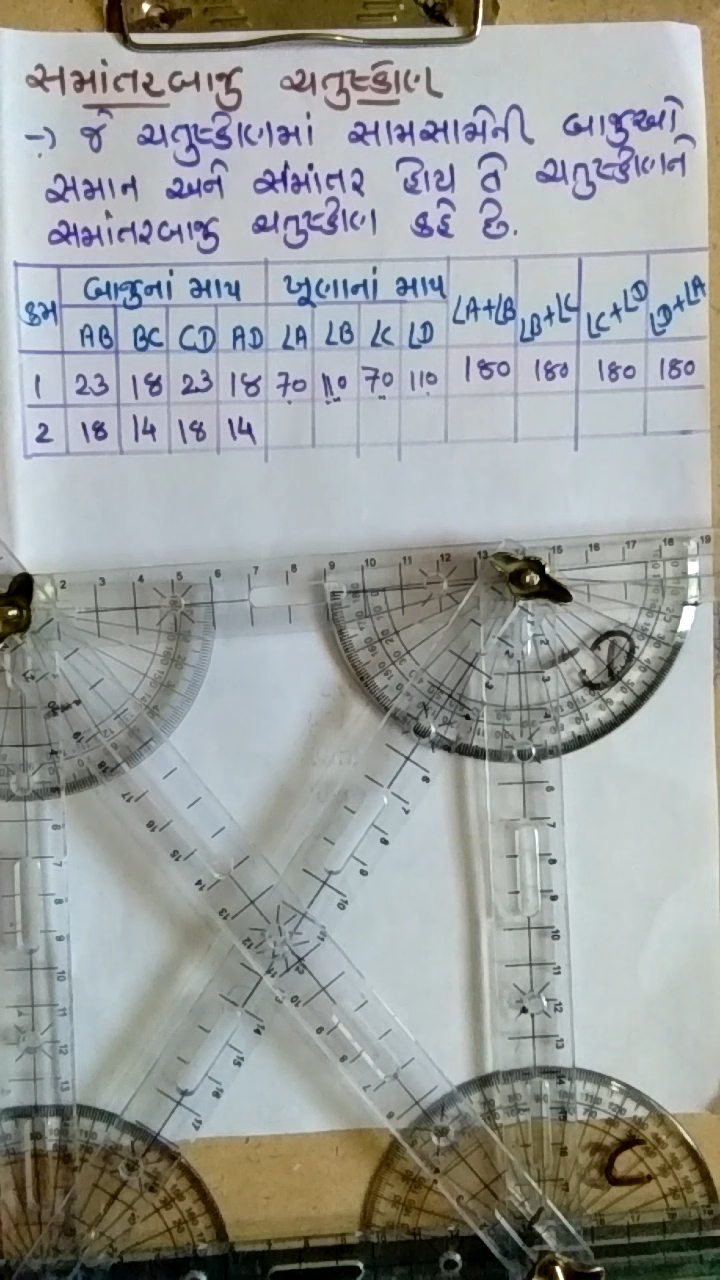 સમાંતરબાજુ ચતુષ્કોણ
→ જે ચતુષ્કોણમાં સામસામેની બાજુઓ
સમાન અને સમાંતર હોય તે ચતુષ્કોણને
સમાંતરબાજુ ચતુષ્કોણ કહે છે.
ક્રમ બાજુનાં માપ ખૂણાનાં માપ ∠A+∠B ∠B+∠C ∠C+∠D ∠D+∠A
AB BC CD AD ∠A ∠B ∠C ∠D
1 23 18 23 18 70 110 70 110 180 180 180 180
2 18 14 18 14
D
C